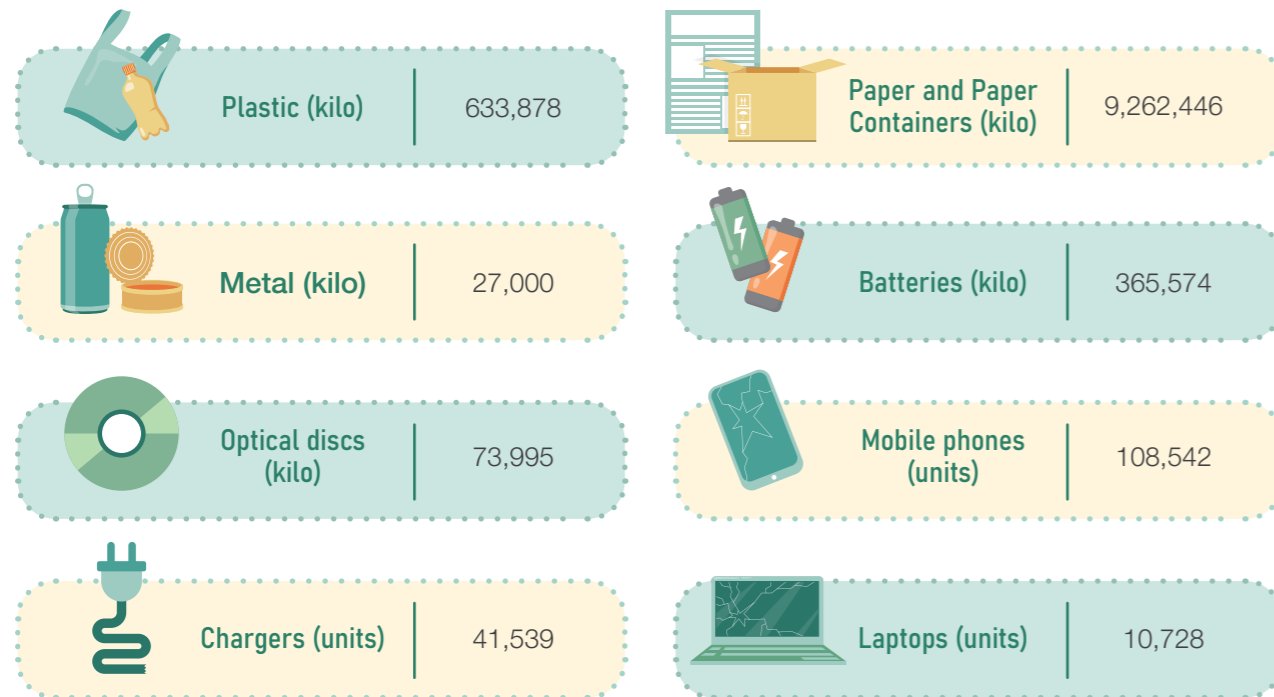 Plastic (kilo)
633,878
Paper and Paper
Containers (kilo)
9,262,446
Metal (kilo)
27,000
Batteries (kilo)
365,574
Optical discs
(kilo)
73,995
Mobile phones
(units)
108,542
Chargers (units)
41,539
Laptops (units)
10,728